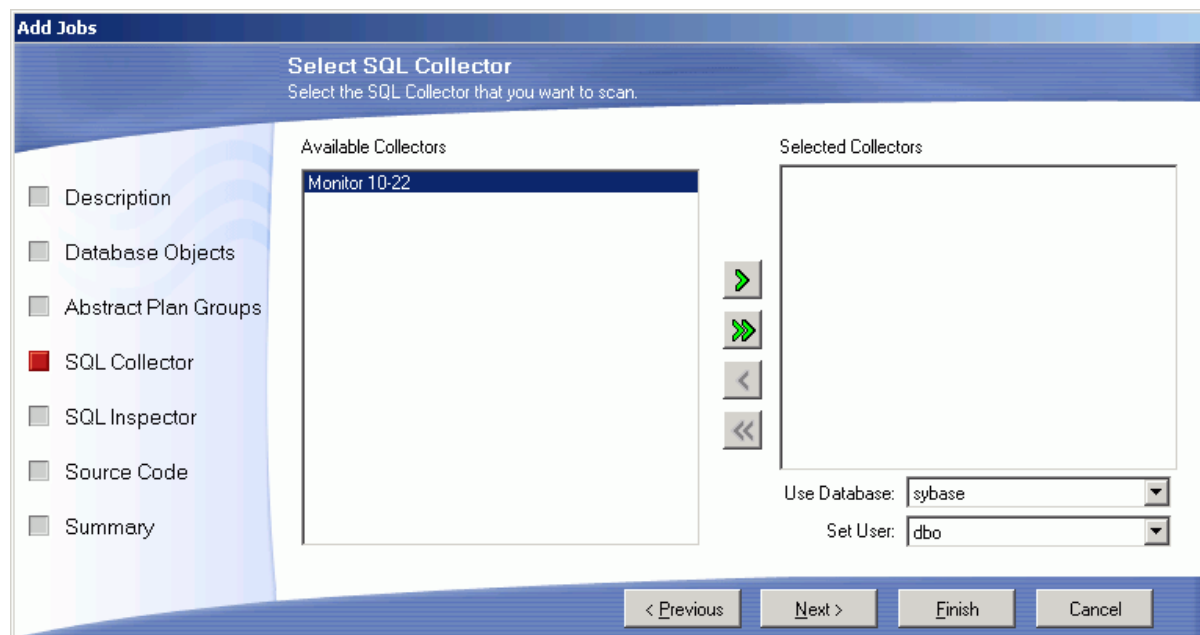 Add Jobs
Select SQL Collector
Select the SQL Collector that you want to scan.
Available Collectors
Selected Collectors
Monitor 10-22
Description
Database Objects
Abstract Plan Groups
SQL Collector
SQL Inspector
Source Code
Summary
Use Database: sybase
Set User: dbo
< Previous
Next >
Finish
Cancel